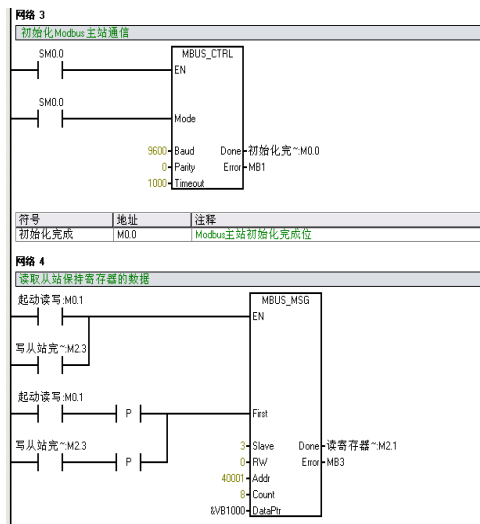 网络 3
初始化Modbus主站通信
SM0.0
MBUS_CTRL
EN
SM0.0
Mode
9600 Baud Done 初始化完~:M0.0
0 Parity Error MB1
1000 Timeout
符号 地址 注释
初始化完成 M0.0 Modbus主站初始化完成位
网络 4
读取从站保持寄存器的数据
起动读写:M0.1
MBUS_MSG
EN
写从站完~:M2.3
起动读写:M0.1
P
First
写从站完~:M2.3
P
3 Slave Done 读寄存器~:M2.1
0 RW Error MB3
40001 Addr
8 Count
&VB1000 DataPtr